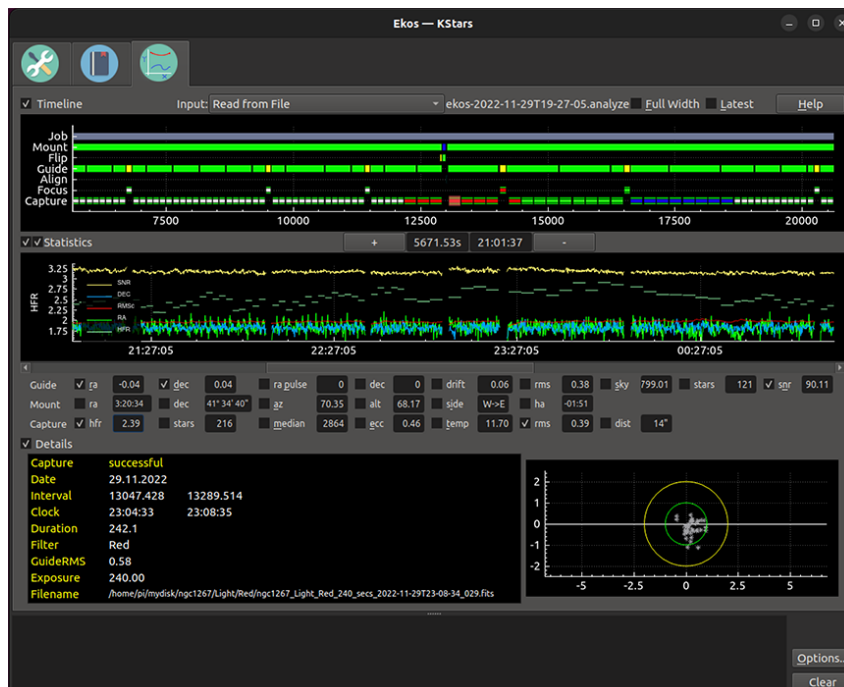 Ekos — KStars
Timeline Input: Read from File ekos-2022-11-29T19-27-05.analyze Full Width Latest Help
Job
Mount
Flip
Guide
Align
Focus
Capture
7500 10000 12500 15000 17500 20000
Statistics + 5671.53s 21:01:37 -
3.25
3
2.75
2.5
2.25
2
1.75
HFR
SNR
DEC
RMSc
RA
HFR
21:27:05 22:27:05 23:27:05 00:27:05
Guide ra -0.04 dec 0.04 ra pulse 0 dec 0 drift 0.06 rms 0.38 sky 799.01 stars 121 snr 90.11
Mount ra 3:20:34 dec 41° 34' 40" az 70.35 alt 68.17 side W->E ha -01:51
Capture hfr 2.39 stars 216 median 2864 ecc 0.46 temp 11.70 rms 0.39 dist 14"
Details
Capture successful
Date 29.11.2022
Interval 13047.428 13289.514
Clock 23:04:33 23:08:35
Duration 242.1
Filter Red
GuideRMS 0.58
Exposure 240.00
Filename /home/pi/mydisk/ngc1267/Light/Red/ngc1267_Light_Red_240_secs_2022-11-29T23-08-34_029.fits
2
1
0
-1
-2
-5 -2.5 0 2.5 5
Options..
Clear